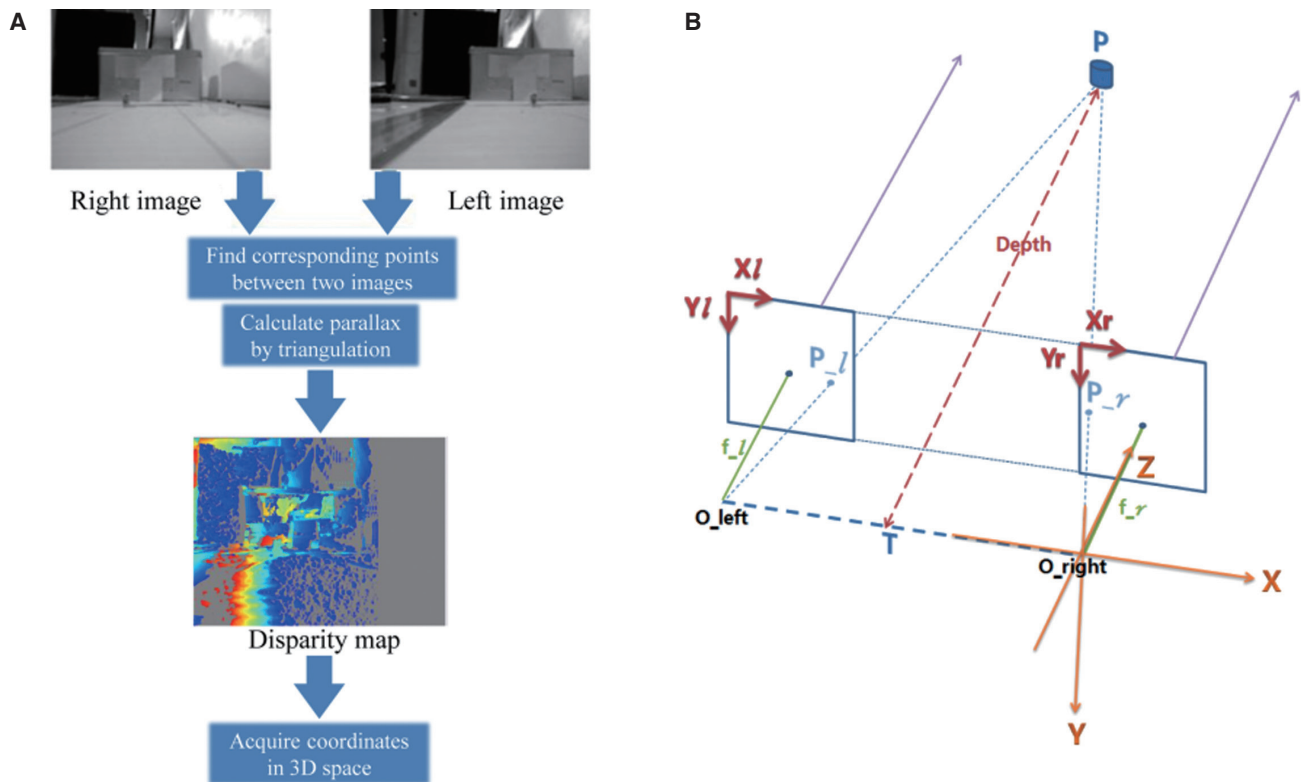 A
Right image
Left image
Find corresponding points
between two images
Calculate parallax
by triangulation
Disparity map
Acquire coordinates
in 3D space
B
P
Depth
Xl
Yl
P_l
f_l
O_left
T
Xr
Yr
P_r
Z
f_r
O_right
X
Y